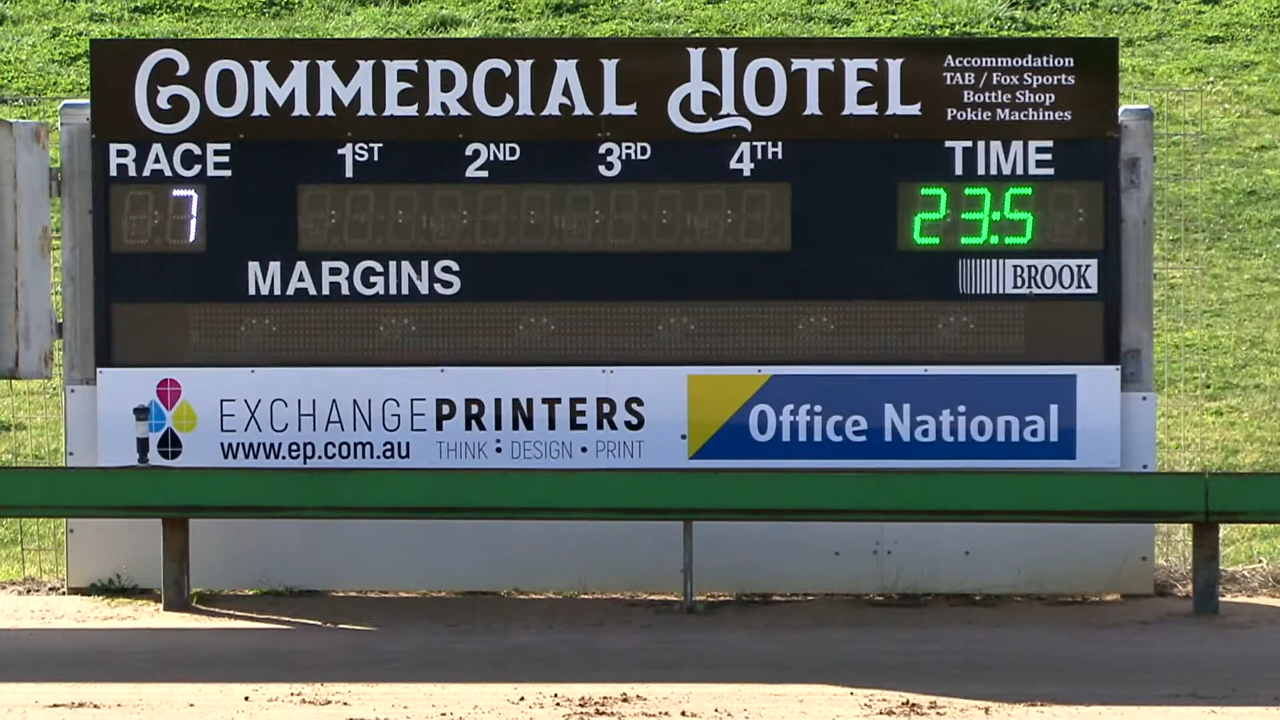 COMMERCIAL HOTEL
Accommodation
TAB / Fox Sports
Bottle Shop
Pokie Machines
RACE 1ST 2ND 3RD 4TH TIME
7 23:5
MARGINS
BROOK
EXCHANGEPRINTERS
www.ep.com.au THINK • DESIGN • PRINT
Office National